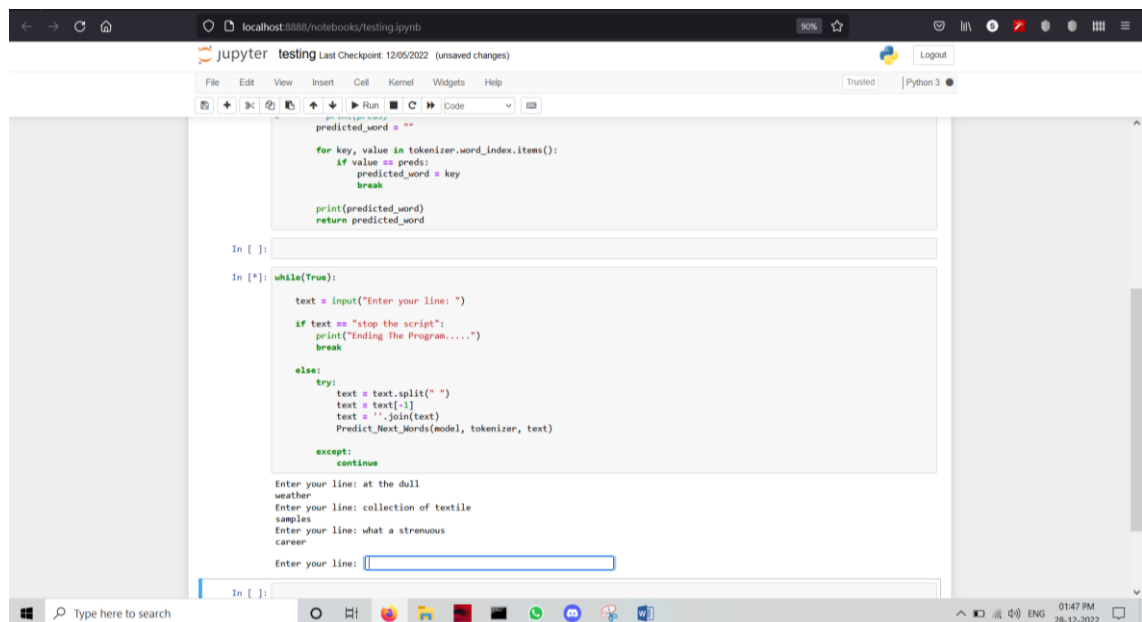 localhost:8888/notebooks/testing.ipynb 90%
jupyter testing Last Checkpoint: 12/05/2022 (unsaved changes) Logout
File Edit View Insert Cell Kernel Widgets Help Trusted Python 3
Run Code
print(preds)
predicted_word = ""
for key, value in tokenizer.word_index.items():
if value == preds:
predicted_word = key
break
print(predicted_word)
return predicted_word
In [ ]:
In [*]: while(True):
text = input("Enter your line: ")
if text == "stop the script":
print("Ending The Program.....")
break
else:
try:
text = text.split(" ")
text = text[-1]
text = ''.join(text)
Predict_Next_Words(model, tokenizer, text)
except:
continue
Enter your line: at the dull
weather
Enter your line: collection of textile
samples
Enter your line: what a strenuous
career
Enter your line:
In [ ]:
Type here to search ENG 01:47 PM
28-12-2022